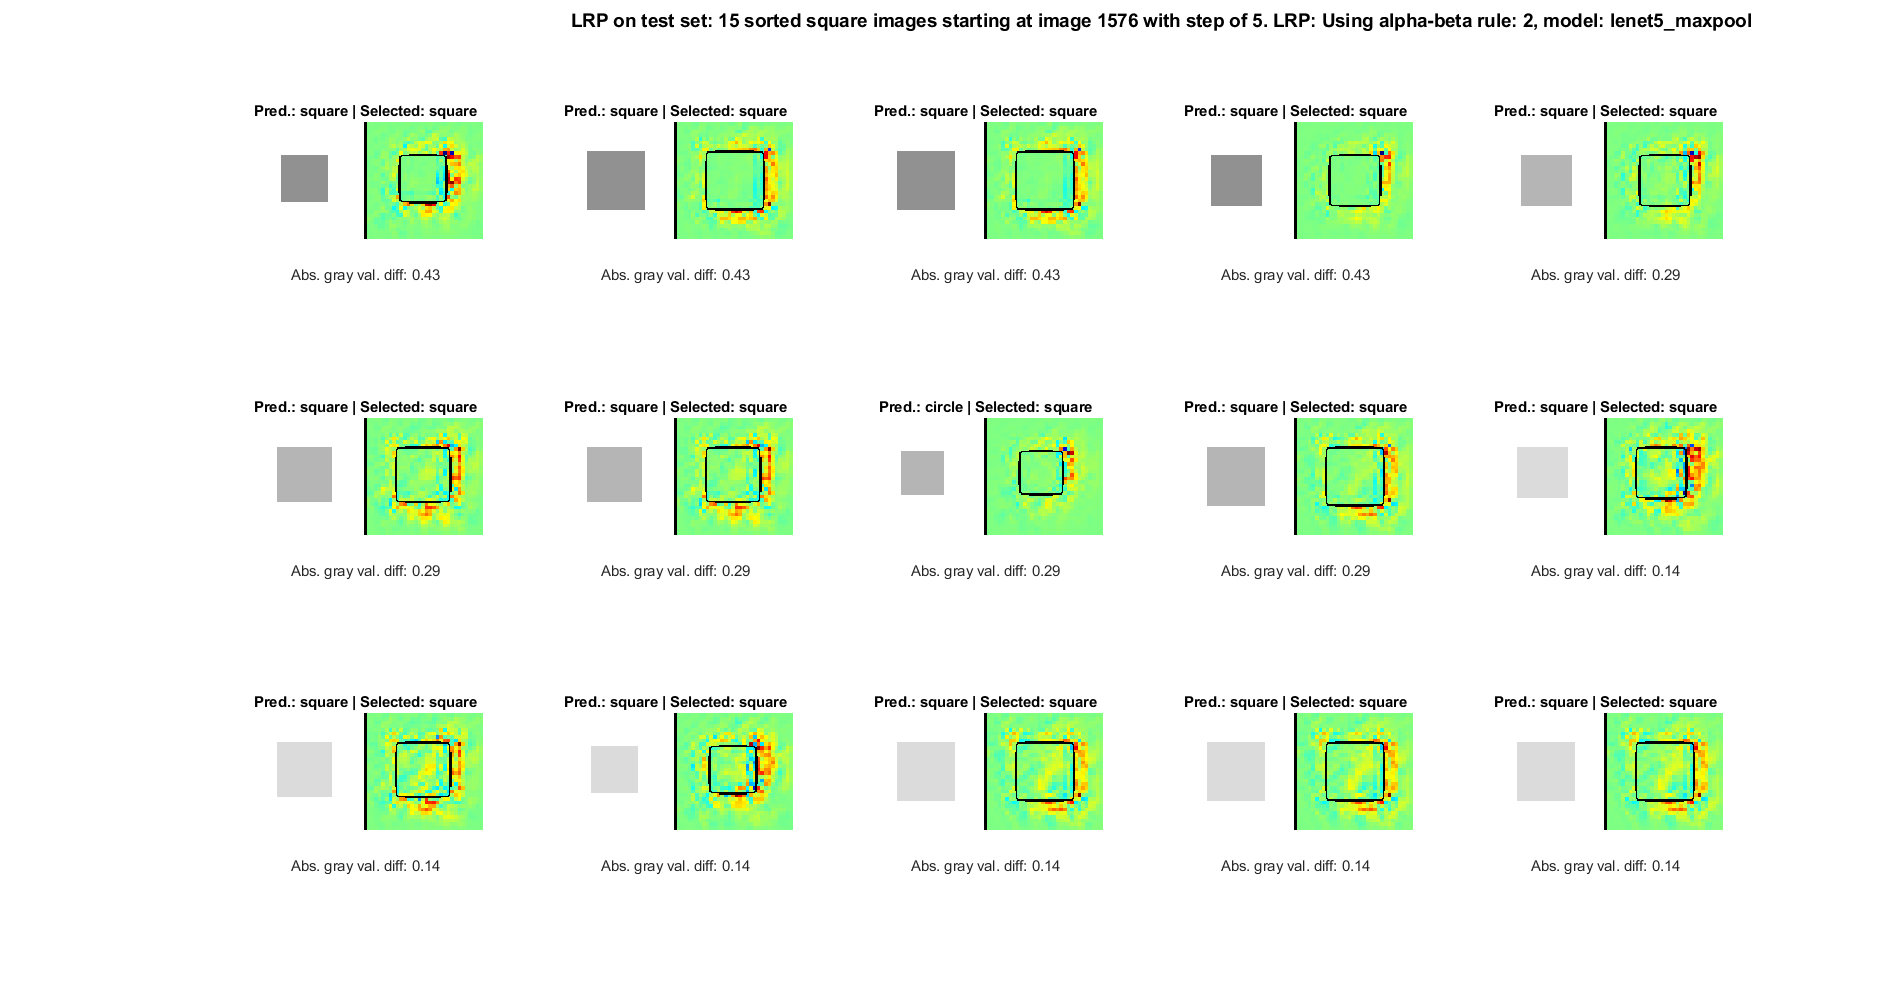 LRP on test set: 15 sorted square images starting at image 1576 with step of 5. LRP: Using alpha-beta rule: 2, model: lenet5_maxpool
Pred.: square | Selected: square
Pred.: square | Selected: square
Pred.: square | Selected: square
Pred.: square | Selected: square
Pred.: square | Selected: square
Abs. gray val. diff: 0.43
Abs. gray val. diff: 0.43
Abs. gray val. diff: 0.43
Abs. gray val. diff: 0.43
Abs. gray val. diff: 0.29
Pred.: square | Selected: square
Pred.: square | Selected: square
Pred.: circle | Selected: square
Pred.: square | Selected: square
Pred.: square | Selected: square
Abs. gray val. diff: 0.29
Abs. gray val. diff: 0.29
Abs. gray val. diff: 0.29
Abs. gray val. diff: 0.29
Abs. gray val. diff: 0.14
Pred.: square | Selected: square
Pred.: square | Selected: square
Pred.: square | Selected: square
Pred.: square | Selected: square
Pred.: square | Selected: square
Abs. gray val. diff: 0.14
Abs. gray val. diff: 0.14
Abs. gray val. diff: 0.14
Abs. gray val. diff: 0.14
Abs. gray val. diff: 0.14